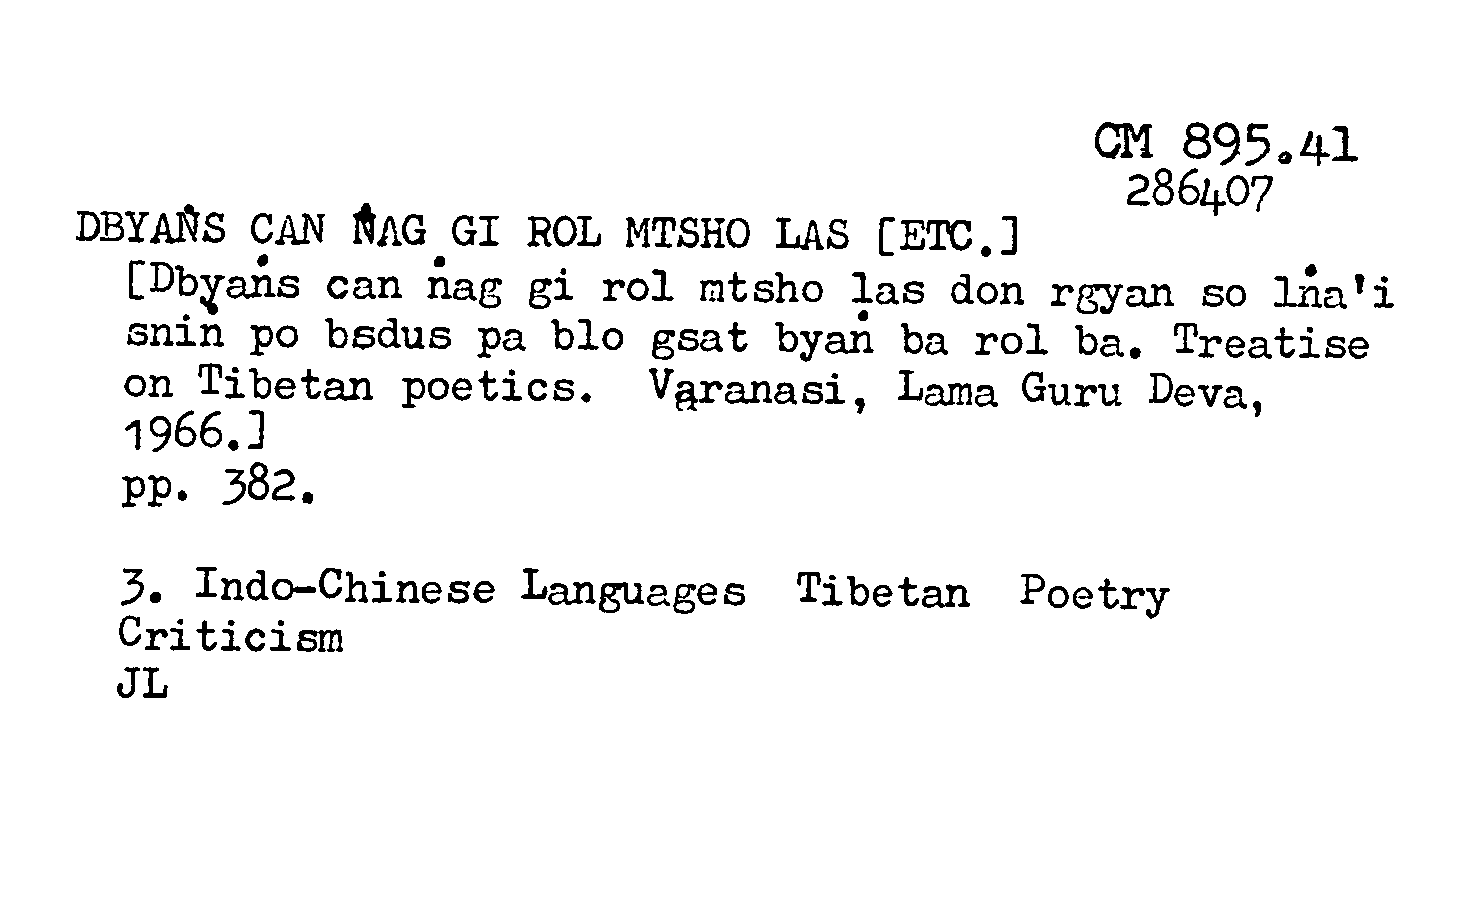 CM 895.41
286407
DBYAṄS CAN ṄAG GI ROL MTSHO LAS [ETC.]
[Dbyaṅs can ṅag gi rol mtsho las don rgyan so lṅa'i
sniṅ po bsdus pa blo gsat byaṅ ba rol ba. Treatise
on Tibetan poetics. Vạranasi, Lama Guru Deva,
1966.]
pp. 382.
3. Indo-Chinese Languages Tibetan Poetry
Criticism
JL